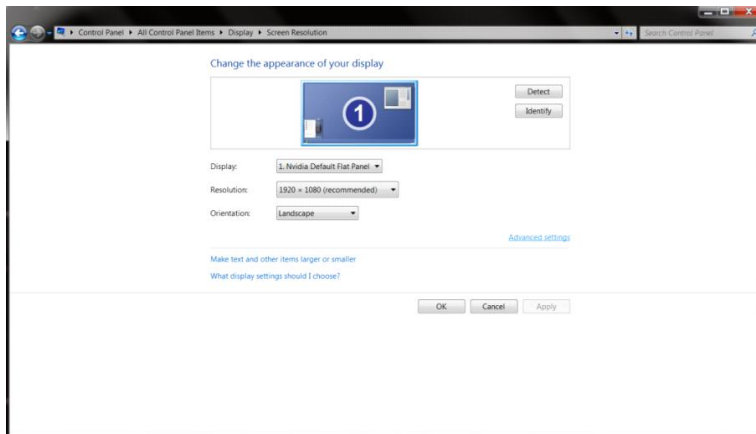 Control Panel ▸ All Control Panel Items ▸ Display ▸ Screen Resolution
Search Control Panel
Change the appearance of your display
1
Detect
Identify
Display: 1. Nvidia Default Flat Panel
Resolution: 1920 × 1080 (recommended)
Orientation: Landscape
Advanced settings
Make text and other items larger or smaller
What display settings should I choose?
OK Cancel Apply